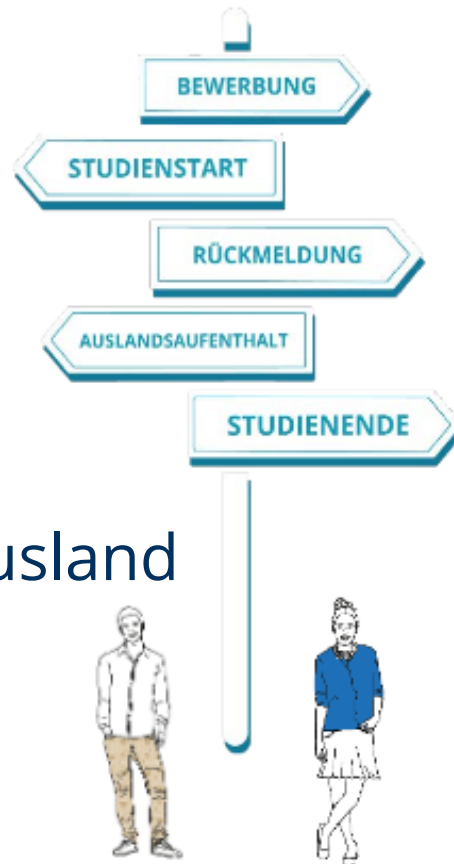 BEWERBUNG
STUDIENSTART
RÜCKMELDUNG
AUSLANDSAUFENTHALT
STUDIENENDE
usland